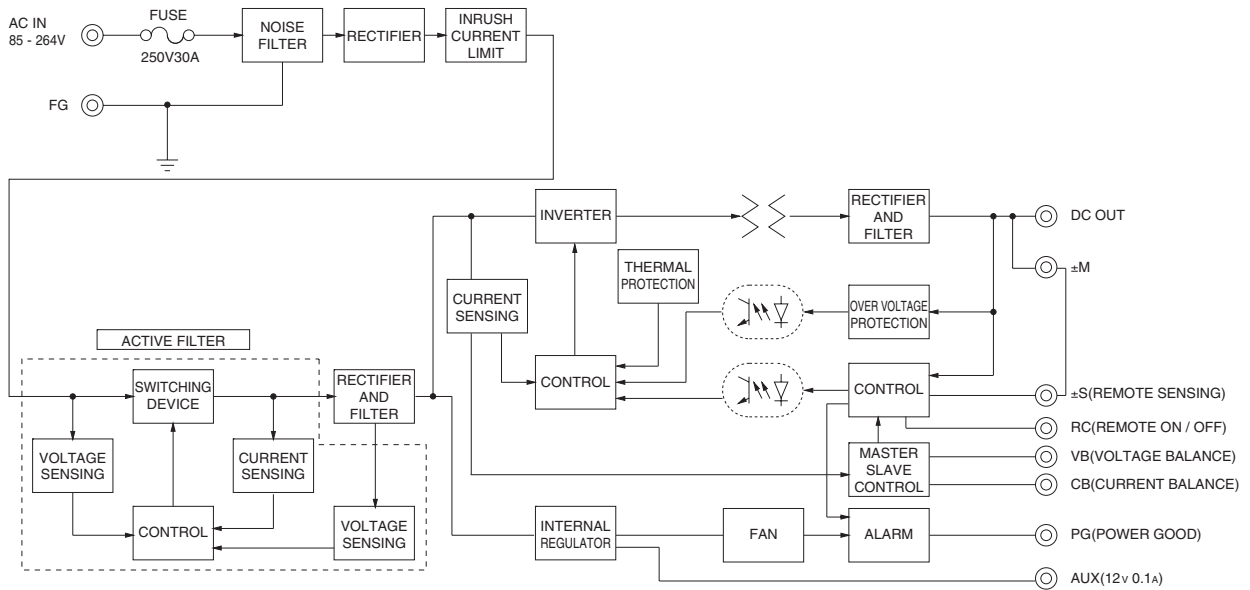 AC IN
85 - 264V
FUSE
250V30A
NOISE
FILTER
RECTIFIER
INRUSH
CURRENT
LIMIT
FG
INVERTER
RECTIFIER
AND
FILTER
DC OUT
±M
THERMAL
PROTECTION
CURRENT
SENSING
OVER VOLTAGE
PROTECTION
ACTIVE FILTER
SWITCHING
DEVICE
RECTIFIER
AND
FILTER
CONTROL
CONTROL
±S(REMOTE SENSING)
RC(REMOTE ON / OFF)
VOLTAGE
SENSING
CURRENT
SENSING
MASTER
SLAVE
CONTROL
VB(VOLTAGE BALANCE)
CB(CURRENT BALANCE)
CONTROL
VOLTAGE
SENSING
INTERNAL
REGULATOR
FAN
ALARM
PG(POWER GOOD)
AUX(12V 0.1A)